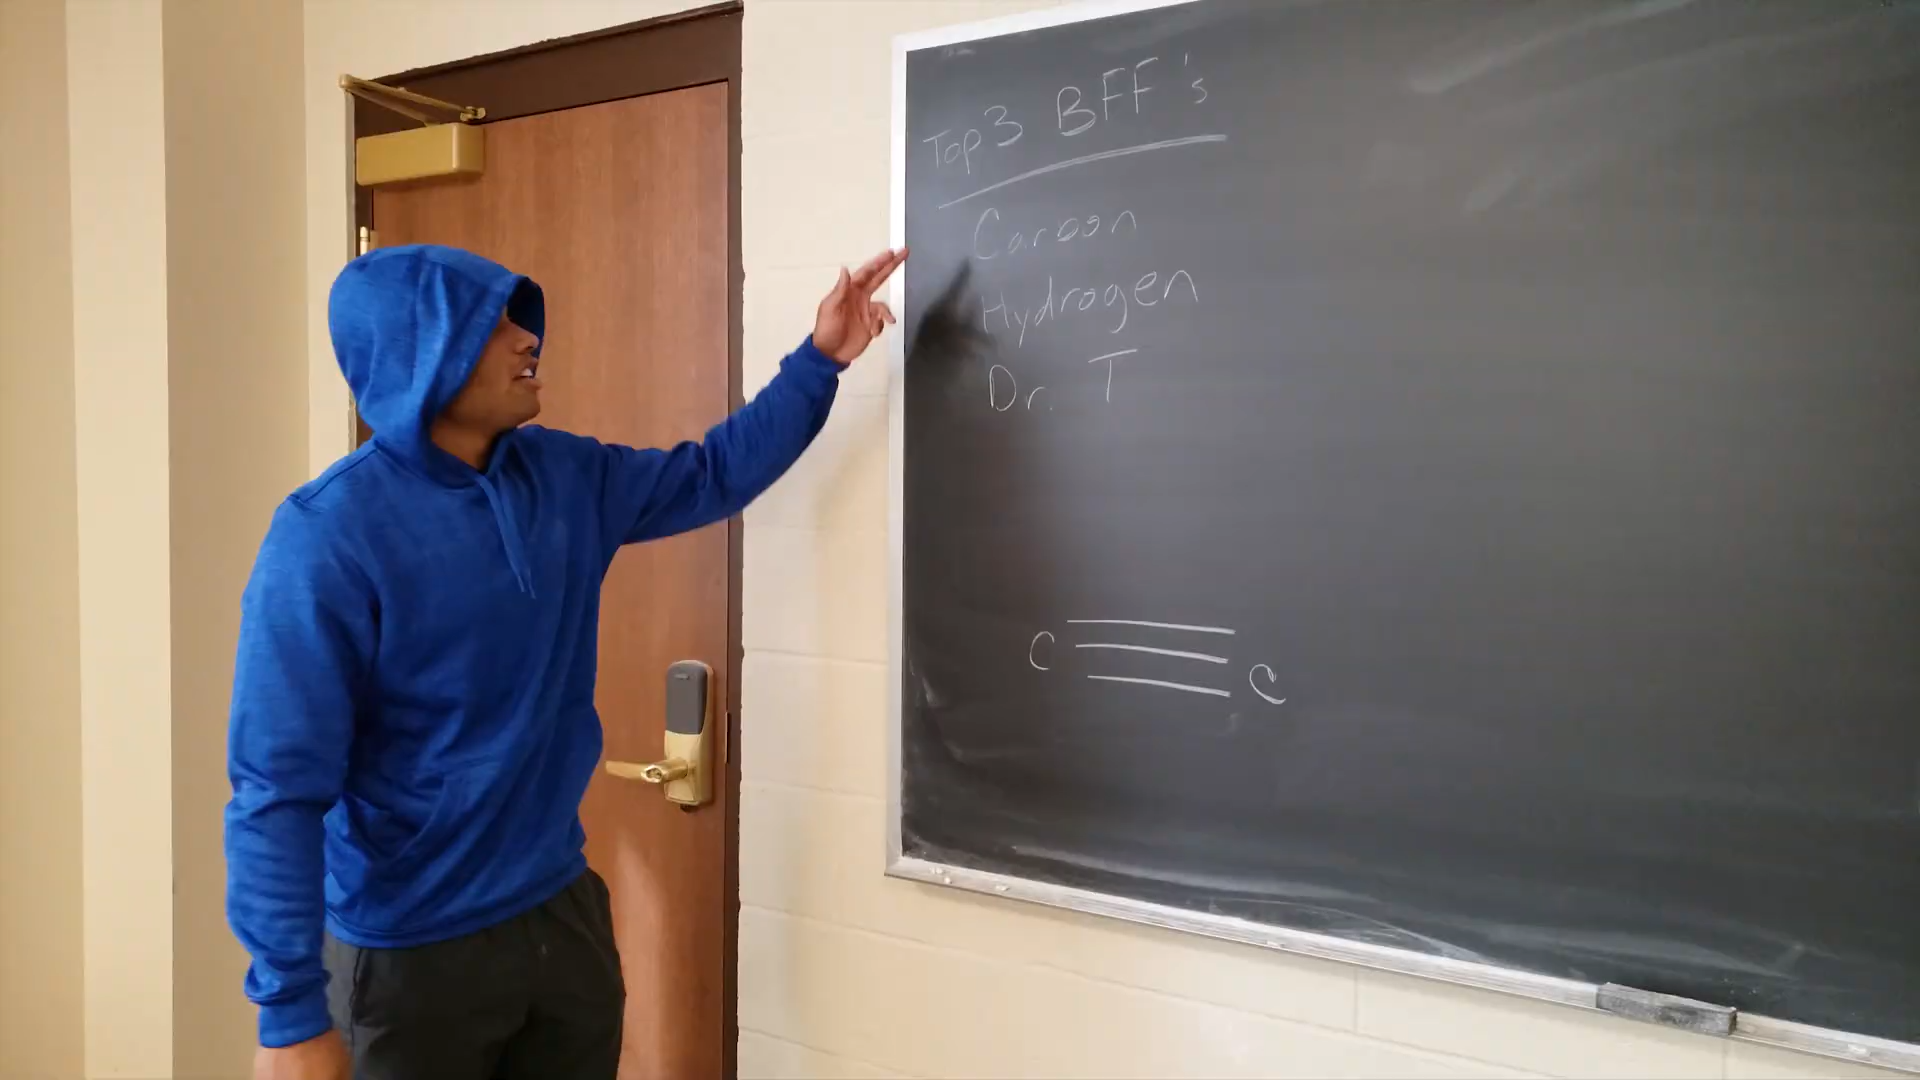 Top 3 BFF's
Carbon
Hydrogen
Dr. T
C ≡ C